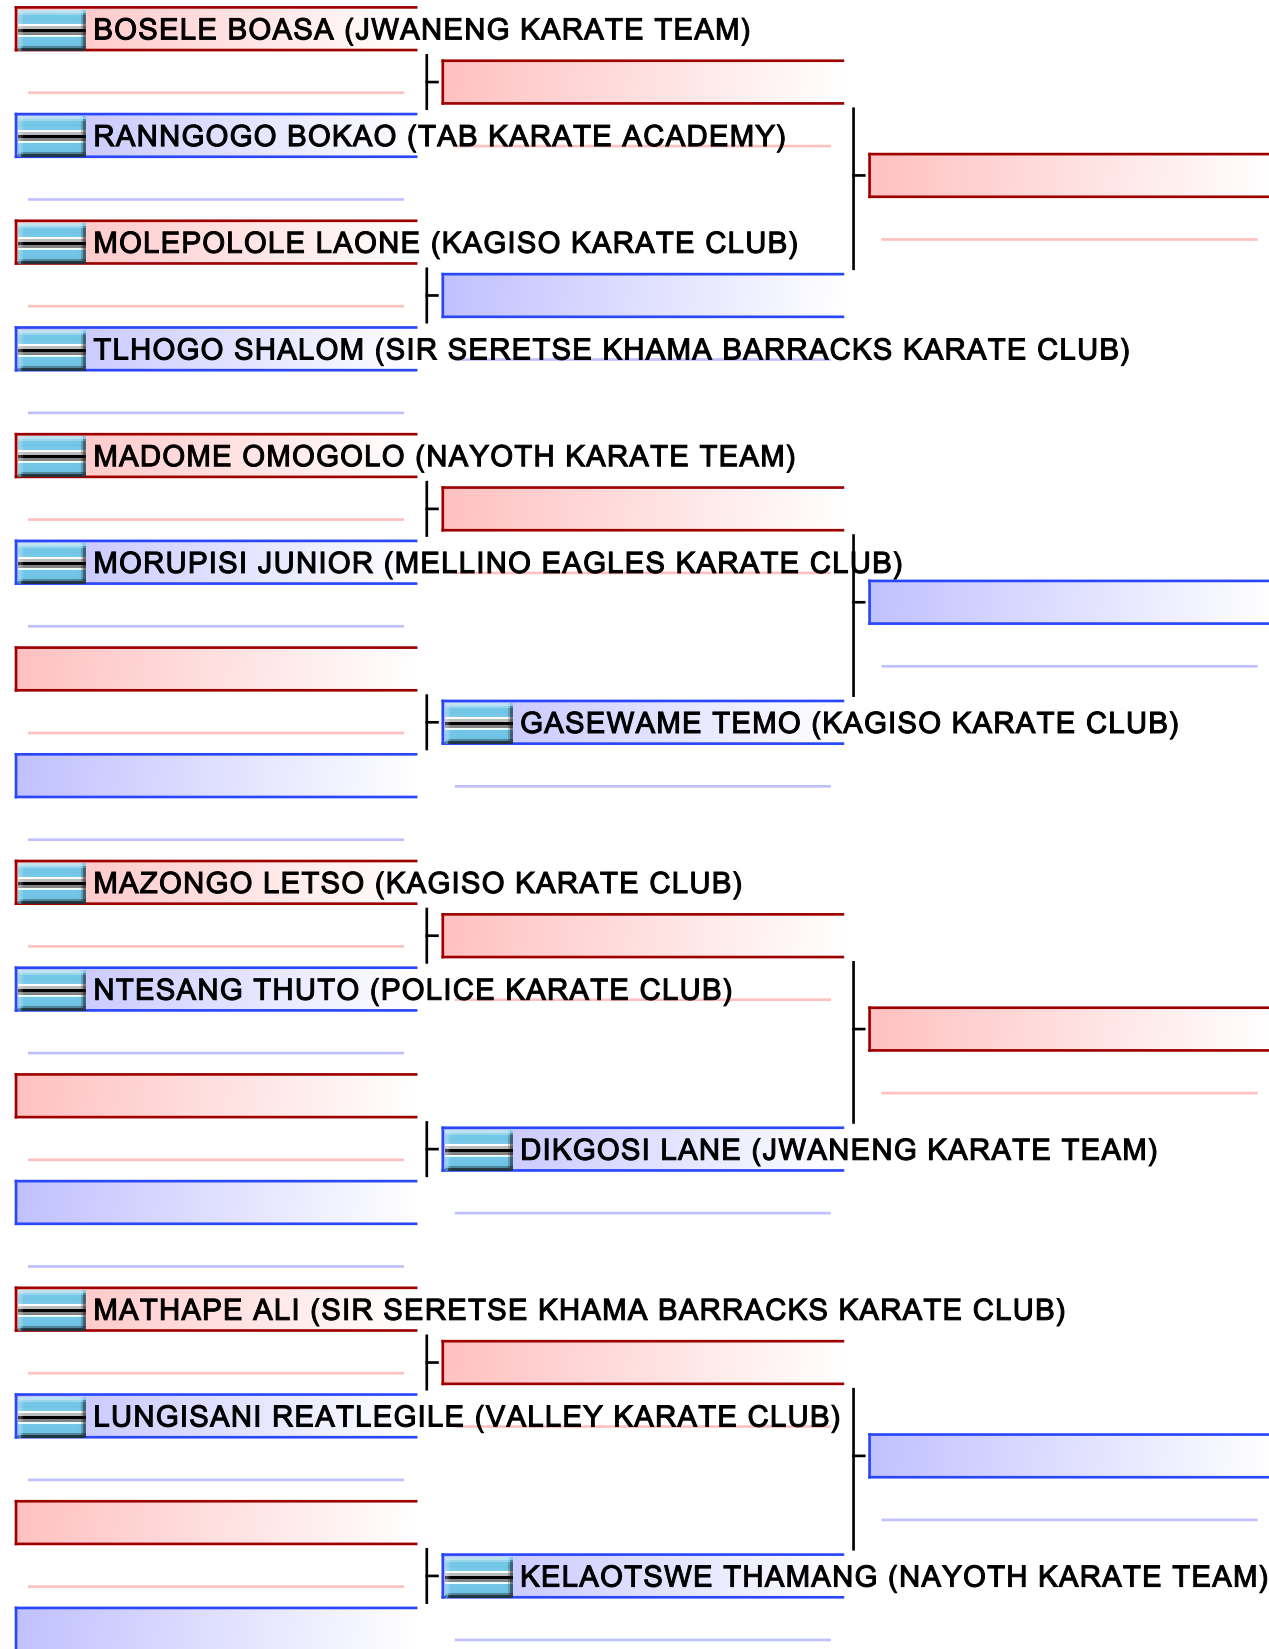 BOSELE BOASA (JWANENG KARATE TEAM)
RANNGOGO BOKAO (TAB KARATE ACADEMY)
MOLEPOLOLE LAONE (KAGISO KARATE CLUB)
TLHOGO SHALOM (SIR SERETSE KHAMA BARRACKS KARATE CLUB)
MADOME OMOGOLO (NAYOTH KARATE TEAM)
MORUPISI JUNIOR (MELLINO EAGLES KARATE CLUB)
GASEWAME TEMO (KAGISO KARATE CLUB)
MAZONGO LETSO (KAGISO KARATE CLUB)
NTESANG THUTO (POLICE KARATE CLUB)
DIKGOSI LANE (JWANENG KARATE TEAM)
MATHAPE ALI (SIR SERETSE KHAMA BARRACKS KARATE CLUB)
LUNGISANI REATLEGILE (VALLEY KARATE CLUB)
KELAOTSWE THAMANG (NAYOTH KARATE TEAM)